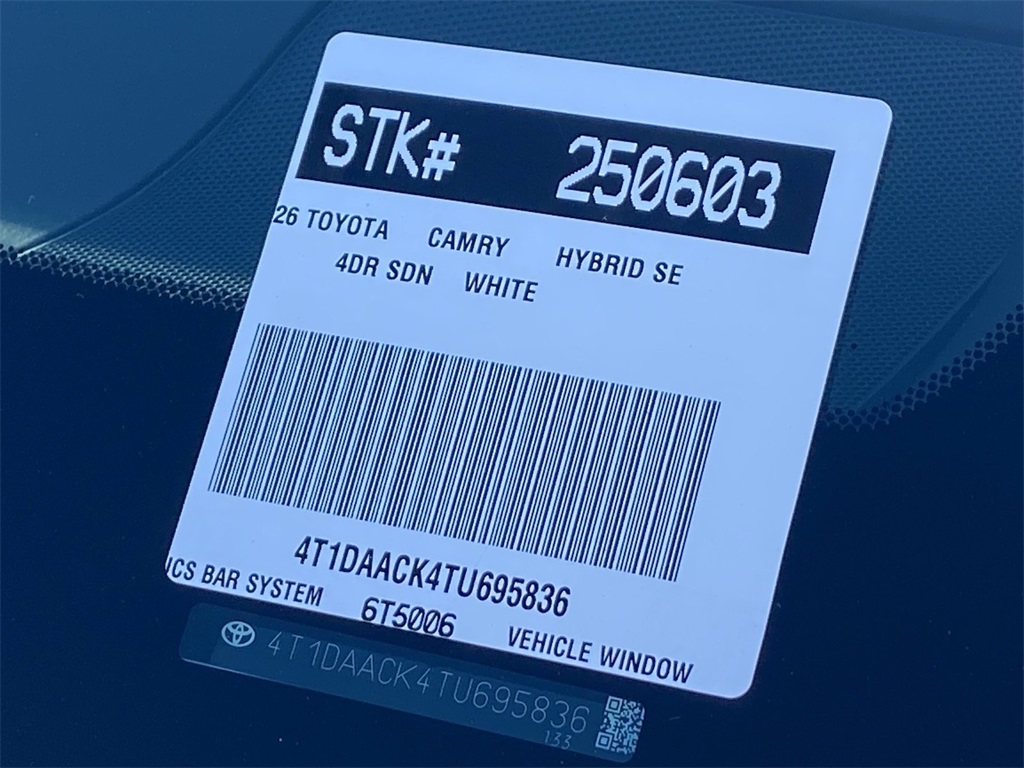 STK# 250603
26 TOYOTA CAMRY HYBRID SE
4DR SDN WHITE
4T1DAACK4TU695836
ICS BAR SYSTEM 6T5006 VEHICLE WINDOW
4T1DAACK4TU695836
133